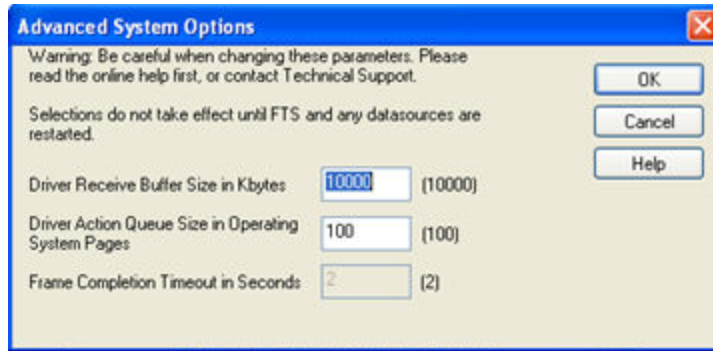 Advanced System Options
Warning: Be careful when changing these parameters. Please
read the online help first, or contact Technical Support.
OK
Selections do not take effect until FTS and any datasources are
restarted.
Cancel
Help
Driver Receive Buffer Size in Kbytes 10000 (10000)
Driver Action Queue Size in Operating
System Pages 100 (100)
Frame Completion Timeout in Seconds 2 (2)